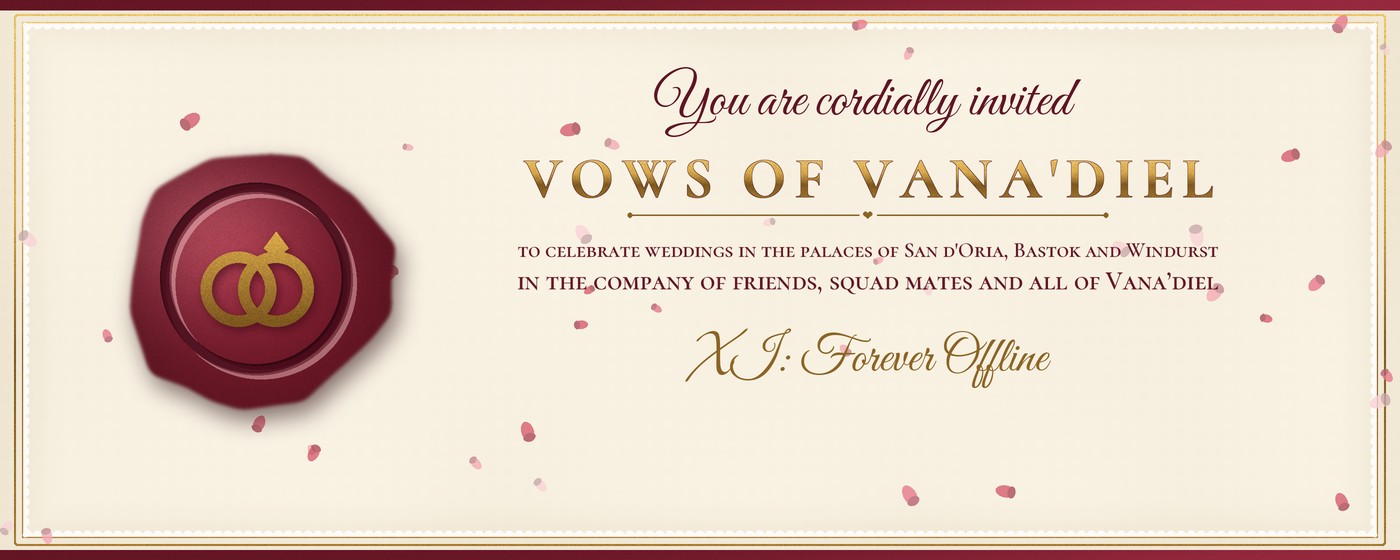 You are cordially invited
VOWS OF VANA'DIEL
to celebrate weddings in the palaces of San d'Oria, Bastok and Windurst
in the company of friends, squad mates and all of Vana’diel
XI: Forever Offline